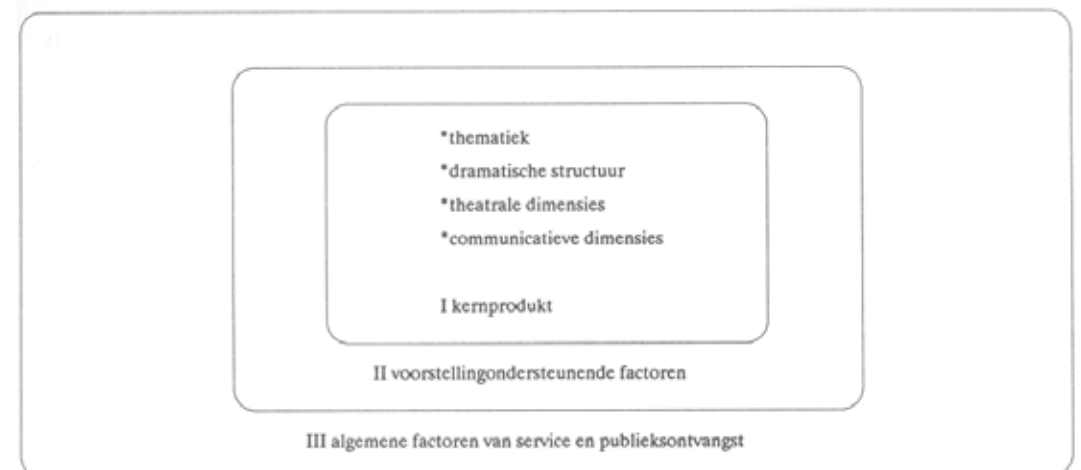 *thematiek
*dramatische structuur
*theatrale dimensies
*communicatieve dimensies
I kernprodukt
II voorstellingondersteunende factoren
III algemene factoren van service en publieksontvangst